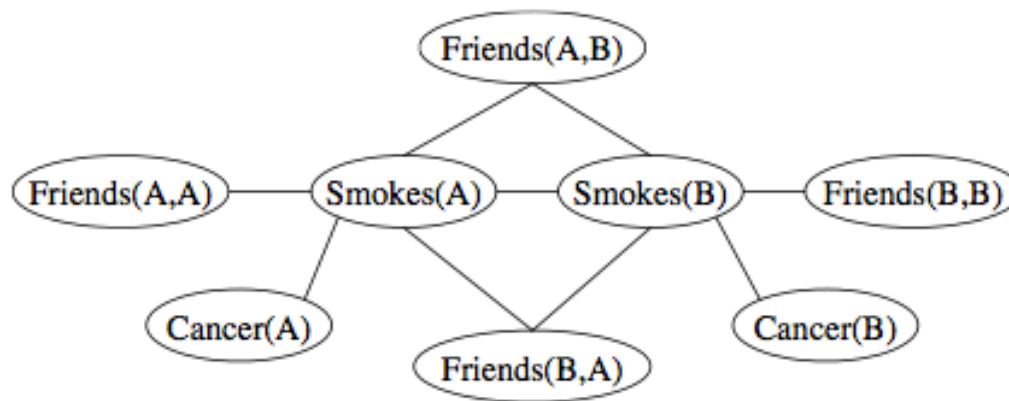 Friends(A,B)
Friends(A,A)
Smokes(A)
Smokes(B)
Friends(B,B)
Cancer(A)
Cancer(B)
Friends(B,A)